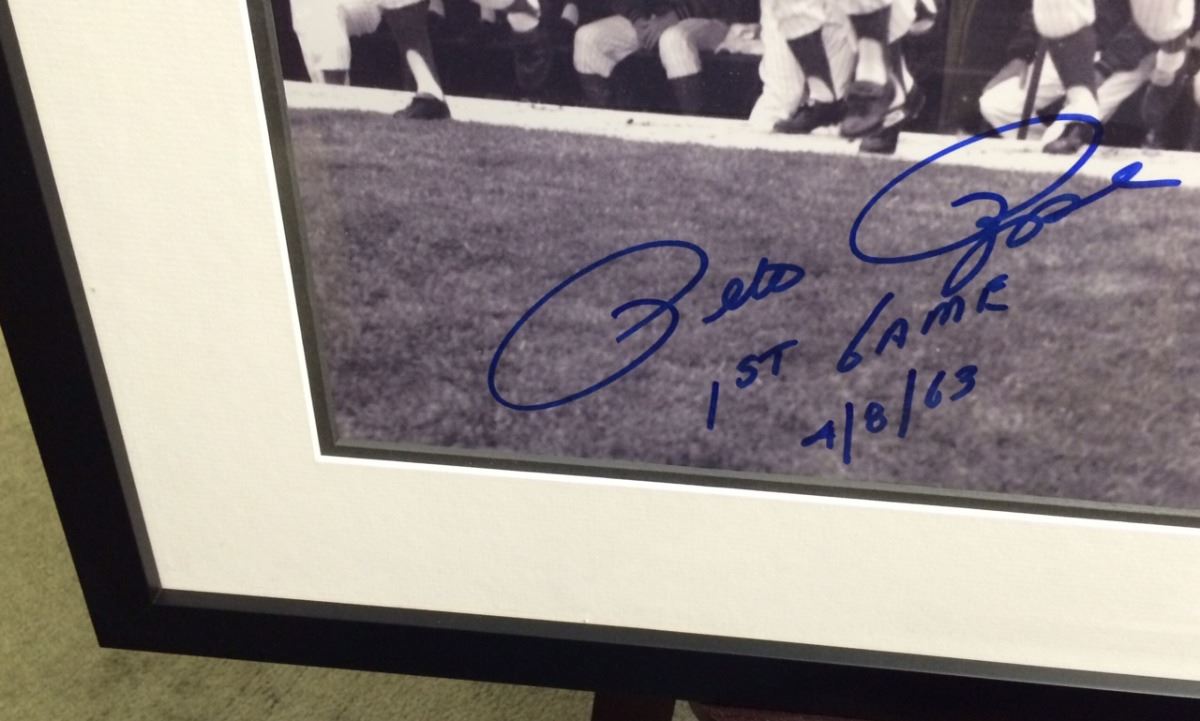 Pete Rose
1ST GAME
4/8/63